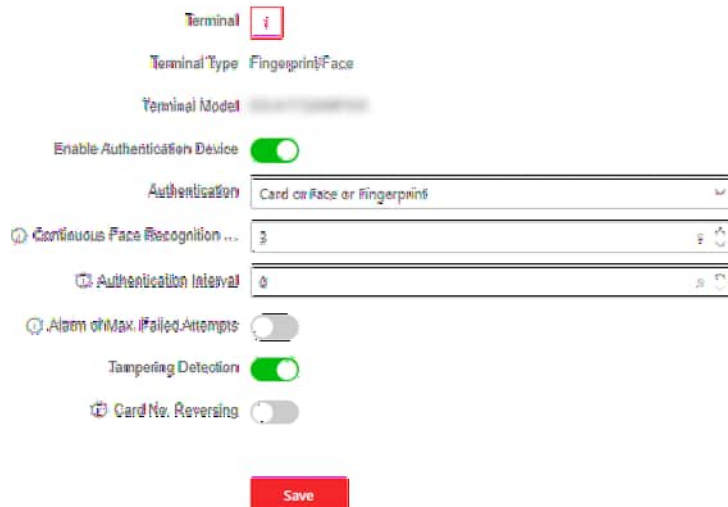 Terminal
Terminal Type Fingerprint/Face
Terminal Model
Enable Authentication Device
Authentication Card or Face or Fingerprint
Continuous Face Recognition ... 3 s
Authentication Interval 0 s
Alarm of Max. Failed Attempts
Tampering Detection
Card No. Reversing
Save